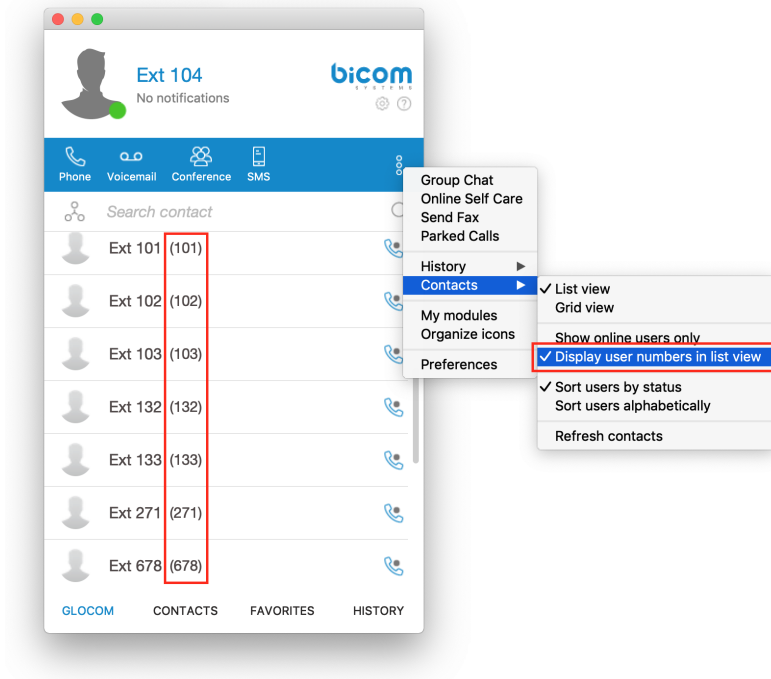 Ext 104
No notifications
bicom
SYSTEMS
?
Phone Voicemail Conference SMS
Search contact
Ext 101 (101)
Ext 102 (102)
Ext 103 (103)
Ext 132 (132)
Ext 133 (133)
Ext 271 (271)
Ext 678 (678)
GLOCOM CONTACTS FAVORITES HISTORY
Group Chat
Online Self Care
Send Fax
Parked Calls
History
Contacts
My modules
Organize icons
Preferences
List view
Grid view
Show online users only
Display user numbers in list view
Sort users by status
Sort users alphabetically
Refresh contacts